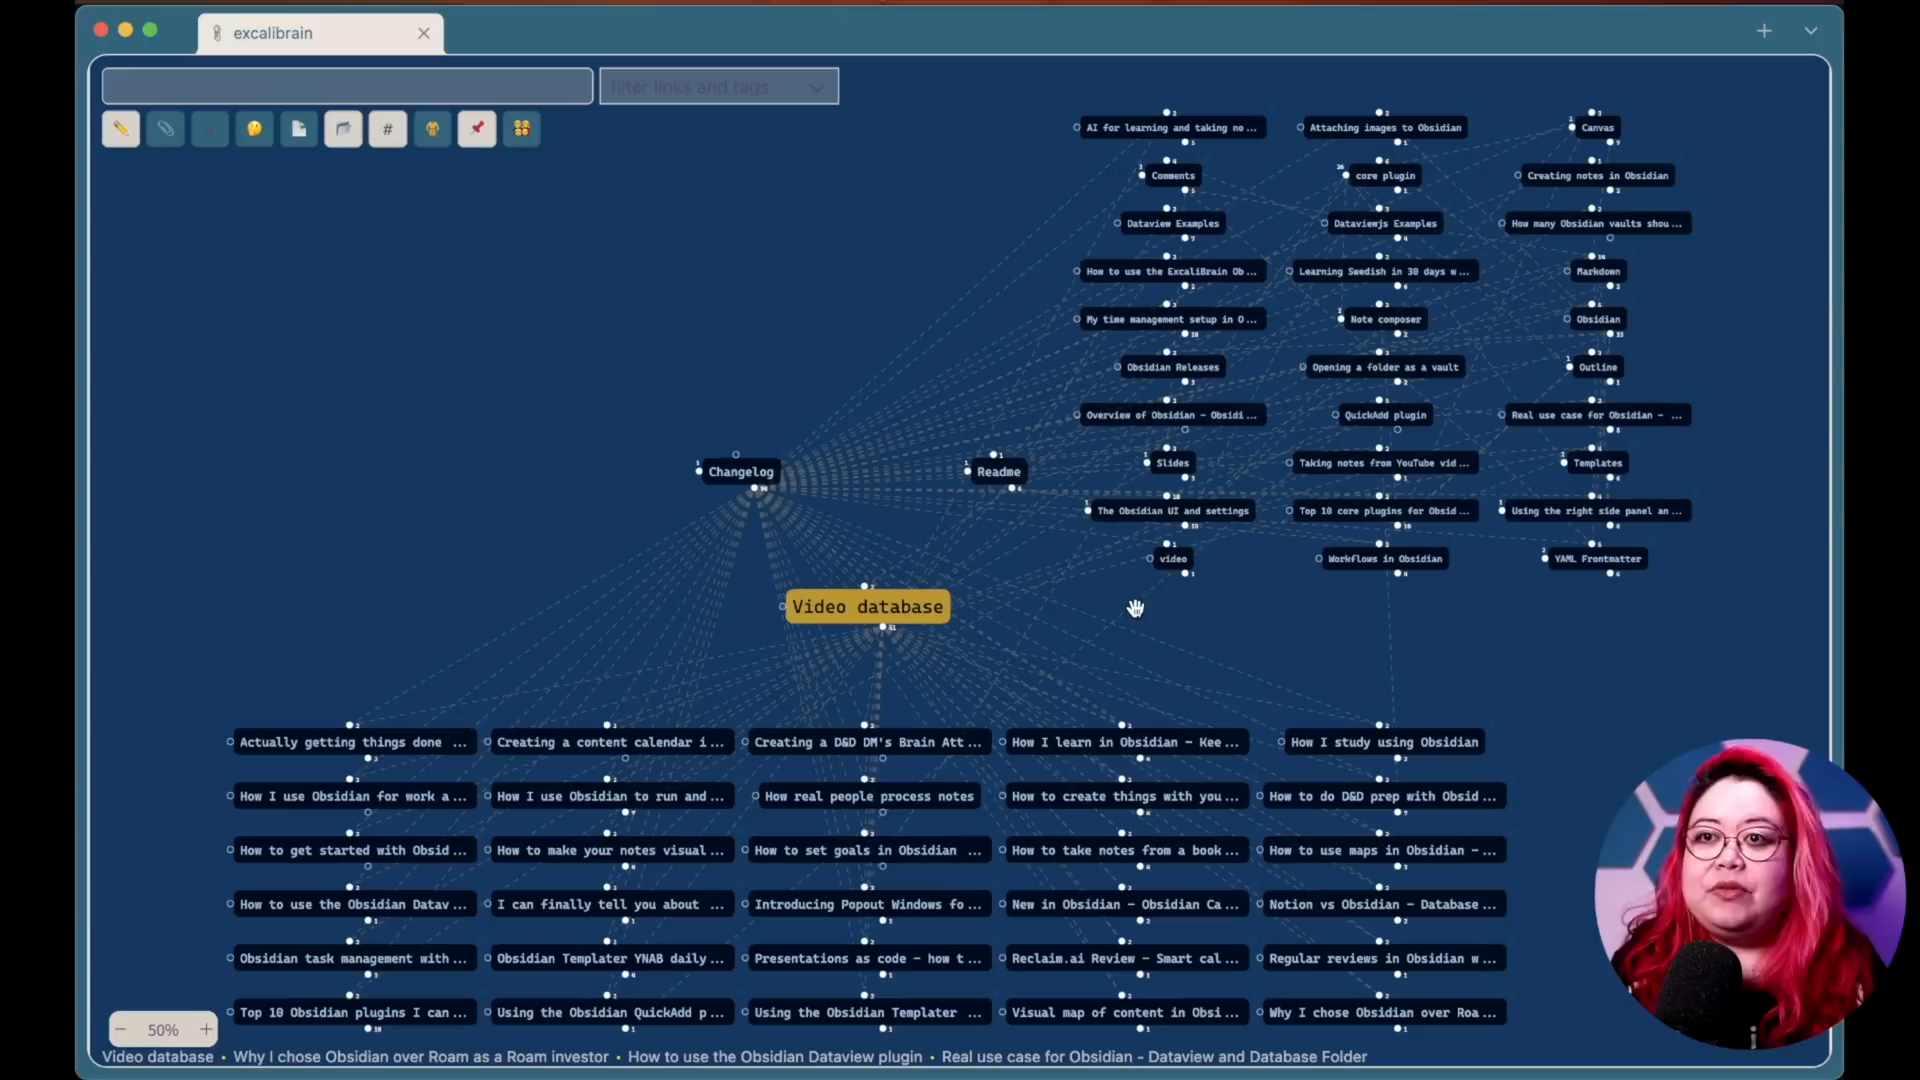 excalibrain
filter links and tags
#
AI for learning and taking no ...
Attaching images to Obsidian
Canvas
Comments
core plugin
Creating notes in Obsidian
Dataview Examples
Dataviewjs Examples
How many Obsidian vaults shou ...
How to use the ExcaliBrain Ob ...
Learning Swedish in 30 days w ...
Markdown
My time management setup in O ...
Note composer
Obsidian
Obsidian Releases
Opening a folder as a vault
Outline
Overview of Obsidian - Obsidi ...
QuickAdd plugin
Real use case for Obsidian - ...
Changelog
Readme
Slides
Taking notes from YouTube vid ...
Templates
The Obsidian UI and settings
Top 10 core plugins for Obsid ...
Using the right side panel an ...
video
Workflows in Obsidian
YAML Frontmatter
Video database
Actually getting things done ...
Creating a content calendar i ...
Creating a D&D DM's Brain Att ...
How I learn in Obsidian - Kee ...
How I study using Obsidian
How I use Obsidian for work a ...
How I use Obsidian to run and ...
How real people process notes
How to create things with you ...
How to do D&D prep with Obsid ...
How to get started with Obsid ...
How to make your notes visual ...
How to set goals in Obsidian ...
How to take notes from a book ...
How to use maps in Obsidian - ...
How to use the Obsidian Datav ...
I can finally tell you about ...
Introducing Popout Windows fo ...
New in Obsidian - Obsidian Ca ...
Notion vs Obsidian - Database ...
Obsidian task management with ...
Obsidian Templater YNAB daily ...
Presentations as code - how t ...
Reclaim.ai Review - Smart cal ...
Regular reviews in Obsidian w ...
Top 10 Obsidian plugins I can ...
Using the Obsidian QuickAdd p ...
Using the Obsidian Templater ...
Visual map of content in Obsi ...
Why I chose Obsidian over Roa ...
50%
Video database • Why I chose Obsidian over Roam as a Roam investor • How to use the Obsidian Dataview plugin • Real use case for Obsidian - Dataview and Database Folder